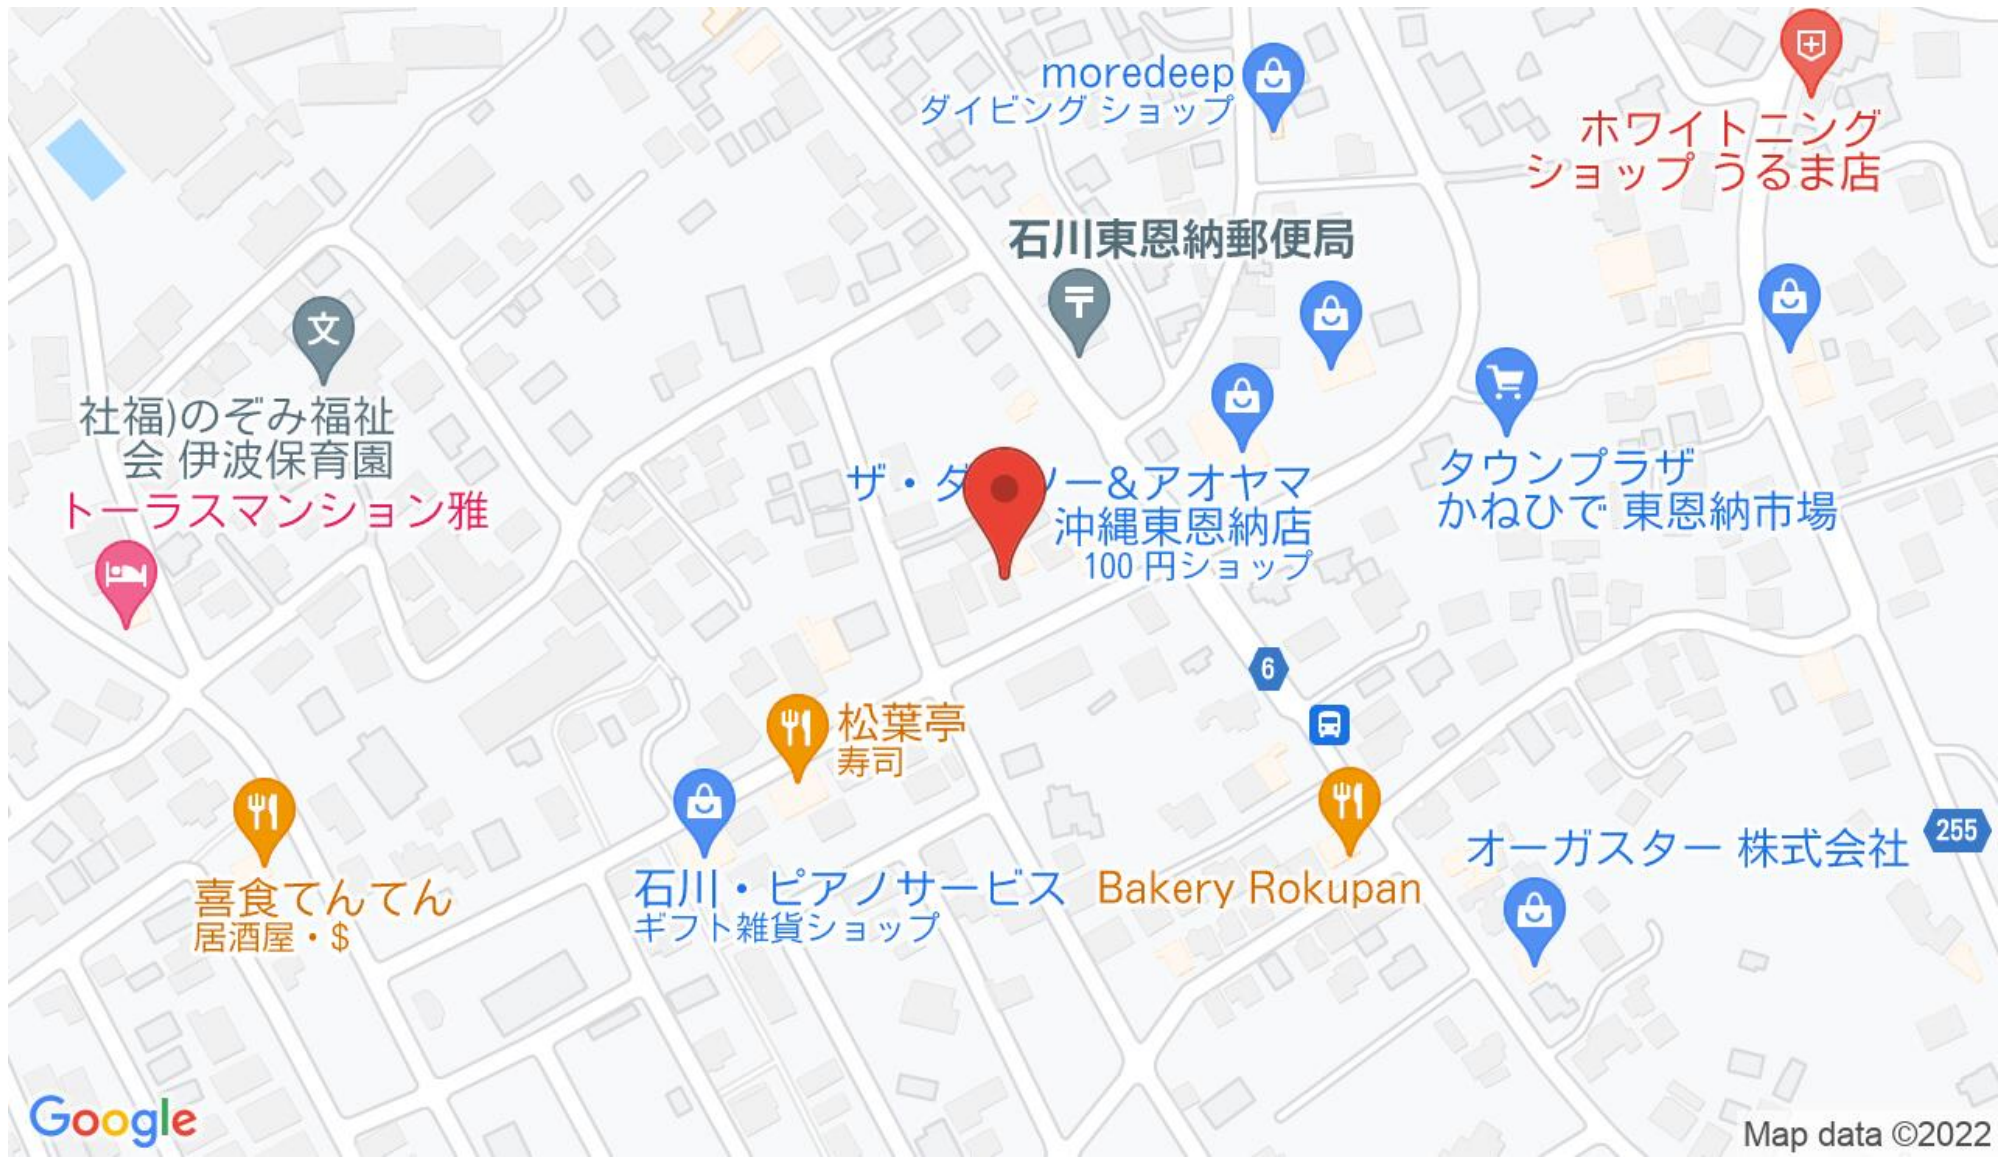 moredeep
ダイビング ショップ
ホワイトニング
ショップ うるま店
石川東恩納郵便局
〒
文
社福)のぞみ福祉
会 伊波保育園
トーラスマンション雅
ザ・ダ ソー&アオヤマ
沖縄東恩納店
100 円ショップ
タウンプラザ
かねひで 東恩納市場
6
松葉亭
寿司
喜食てんてん
居酒屋・$
石川・ピアノサービス
ギフト雑貨ショップ
Bakery Rokupan
オーガスター 株式会社
255
Google
Map data ©2022